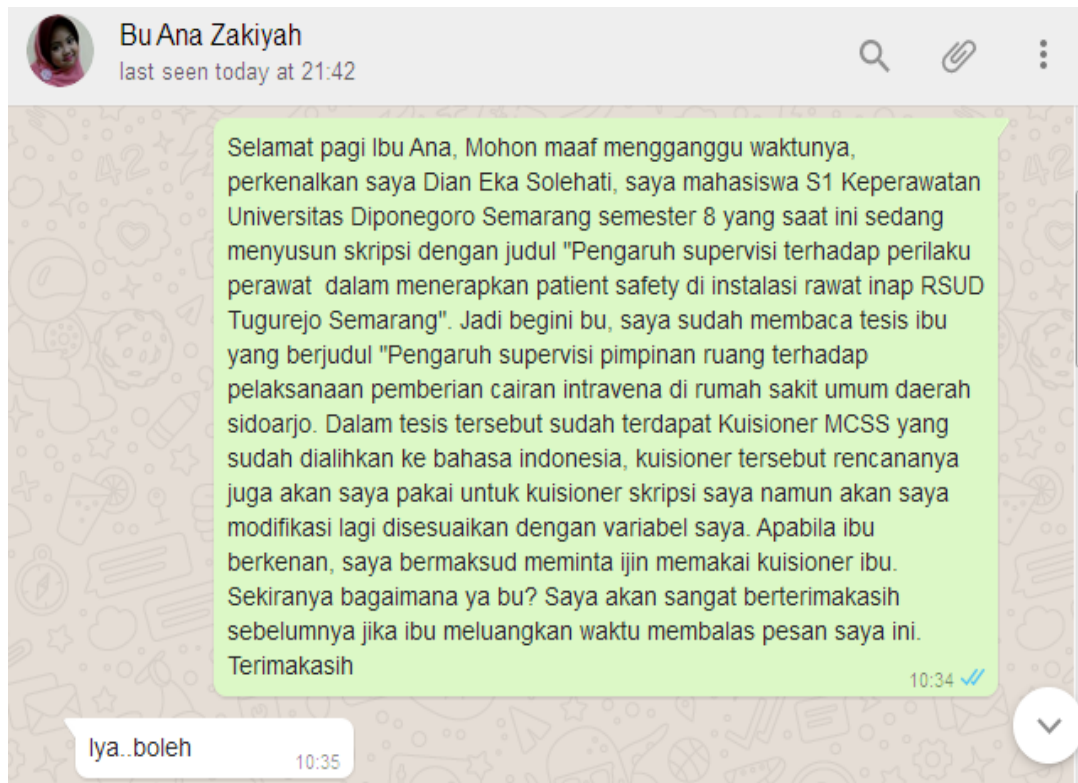 Bu Ana Zakiyah
last seen today at 21:42
Selamat pagi Ibu Ana, Mohon maaf mengganggu waktunya,
perkenalkan saya Dian Eka Solehati, saya mahasiswa S1 Keperawatan
Universitas Diponegoro Semarang semester 8 yang saat ini sedang
menyusun skripsi dengan judul "Pengaruh supervisi terhadap perilaku
perawat  dalam menerapkan patient safety di instalasi rawat inap RSUD
Tugurejo Semarang". Jadi begini bu, saya sudah membaca tesis ibu
yang berjudul "Pengaruh supervisi pimpinan ruang terhadap
pelaksanaan pemberian cairan intravena di rumah sakit umum daerah
sidoarjo. Dalam tesis tersebut sudah terdapat Kuisioner MCSS yang
sudah dialihkan ke bahasa indonesia, kuisioner tersebut rencananya
juga akan saya pakai untuk kuisioner skripsi saya namun akan saya
modifikasi lagi disesuaikan dengan variabel saya. Apabila ibu
berkenan, saya bermaksud meminta ijin memakai kuisioner ibu.
Sekiranya bagaimana ya bu? Saya akan sangat berterimakasih
sebelumnya jika ibu meluangkan waktu membalas pesan saya ini.
Terimakasih
10:34
Iya..boleh
10:35